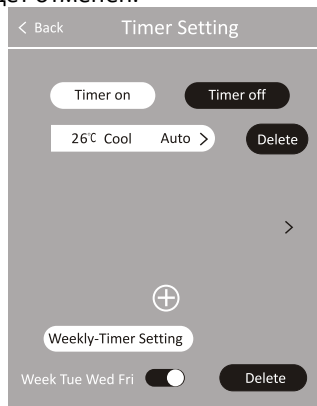 < Back Timer Setting
Timer on Timer off
26℃ Cool Auto > Delete
>
Weekly-Timer Setting
Week Tue Wed Fri Delete